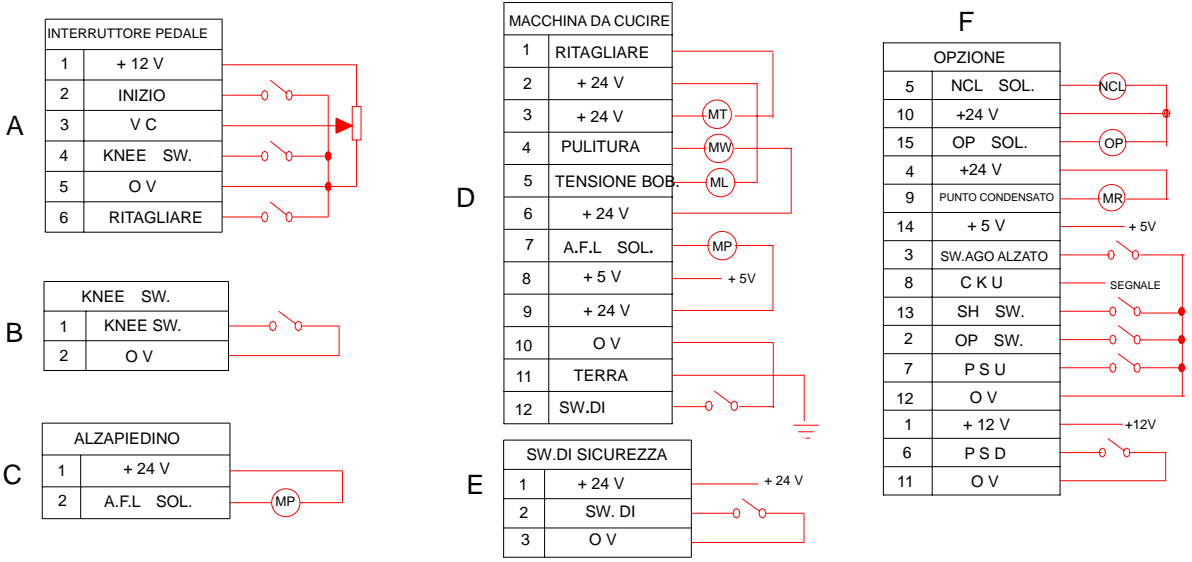 A
INTERRUTTORE PEDALE
1 + 12 V
2 INIZIO
3 V C
4 KNEE SW.
5 O V
6 RITAGLIARE
B
KNEE SW.
1 KNEE SW.
2 O V
C
ALZAPIEDINO
1 + 24 V
2 A.F.L SOL. MP
D
MACCHINA DA CUCIRE
1 RITAGLIARE
2 + 24 V
3 + 24 V MT
4 PULITURA MW
5 TENSIONE BOB. ML
6 + 24 V
7 A.F.L SOL. MP
8 + 5 V + 5V
9 + 24 V
10 O V
11 TERRA
12 SW.DI
E
SW.DI SICUREZZA
1 + 24 V + 24 V
2 SW. DI
3 O V
F
OPZIONE
5 NCL SOL. NCL
10 +24 V
15 OP SOL. OP
4 +24 V
9 PUNTO CONDENSATO MR
14 + 5 V + 5V
3 SW.AGO ALZATO
8 C K U SEGNALE
13 SH SW.
2 OP SW.
7 P S U
12 O V
1 + 12 V +12V
6 P S D
11 O V